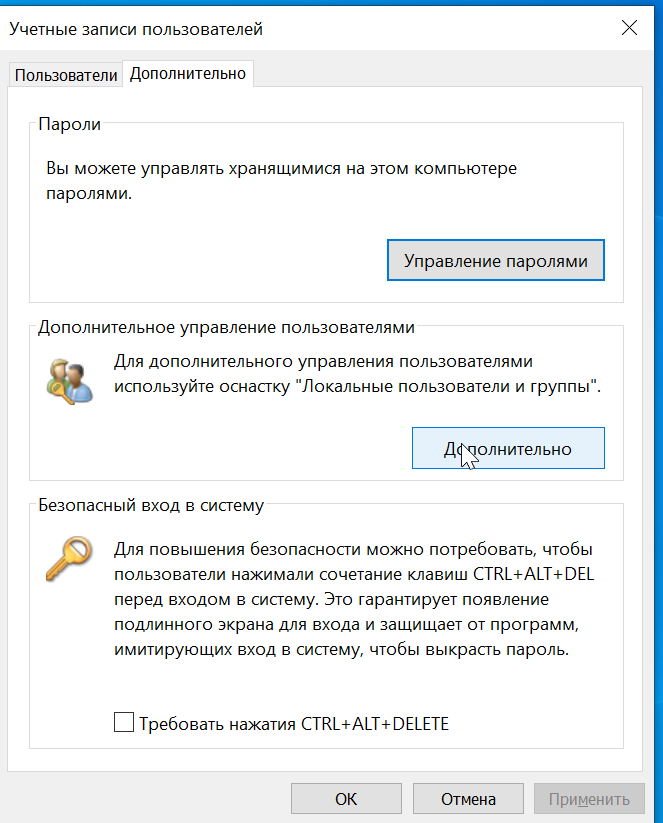 Учетные записи пользователей
Пользователи
Дополнительно
Пароли
Вы можете управлять хранящимися на этом компьютере
паролями.
Управление паролями
Дополнительное управление пользователями
Для дополнительного управления пользователями
используйте оснастку "Локальные пользователи и группы".
Дополнительно
Безопасный вход в систему
Для повышения безопасности можно потребовать, чтобы
пользователи нажимали сочетание клавиш CTRL+ALT+DEL
перед входом в систему. Это гарантирует появление
подлинного экрана для входа и защищает от программ,
имитирующих вход в систему, чтобы выкрасть пароль.
Требовать нажатия CTRL+ALT+DELETE
ОК
Отмена
Применить